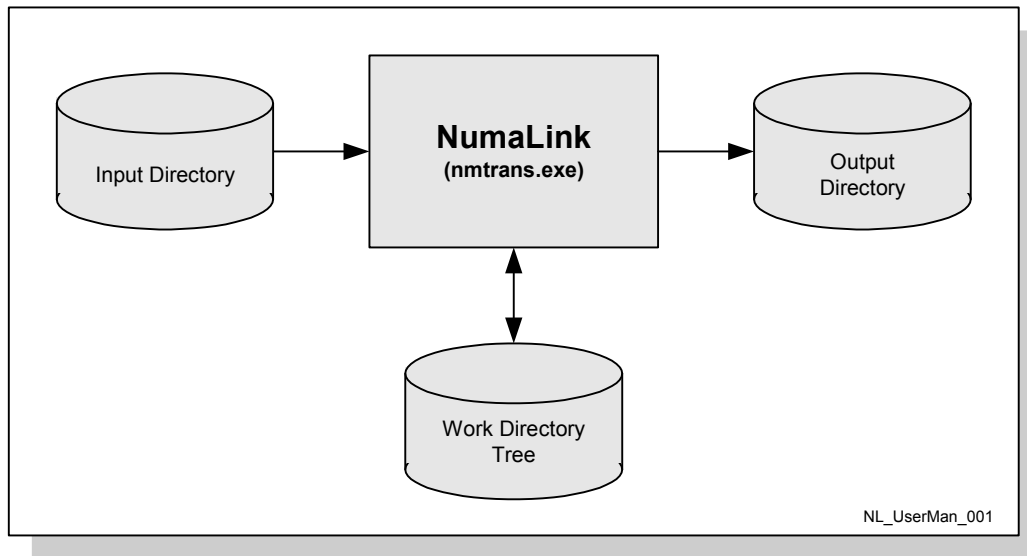 Input Directory
NumaLink
(nmtrans.exe)
Output
Directory
Work Directory
Tree
NL_UserMan_001